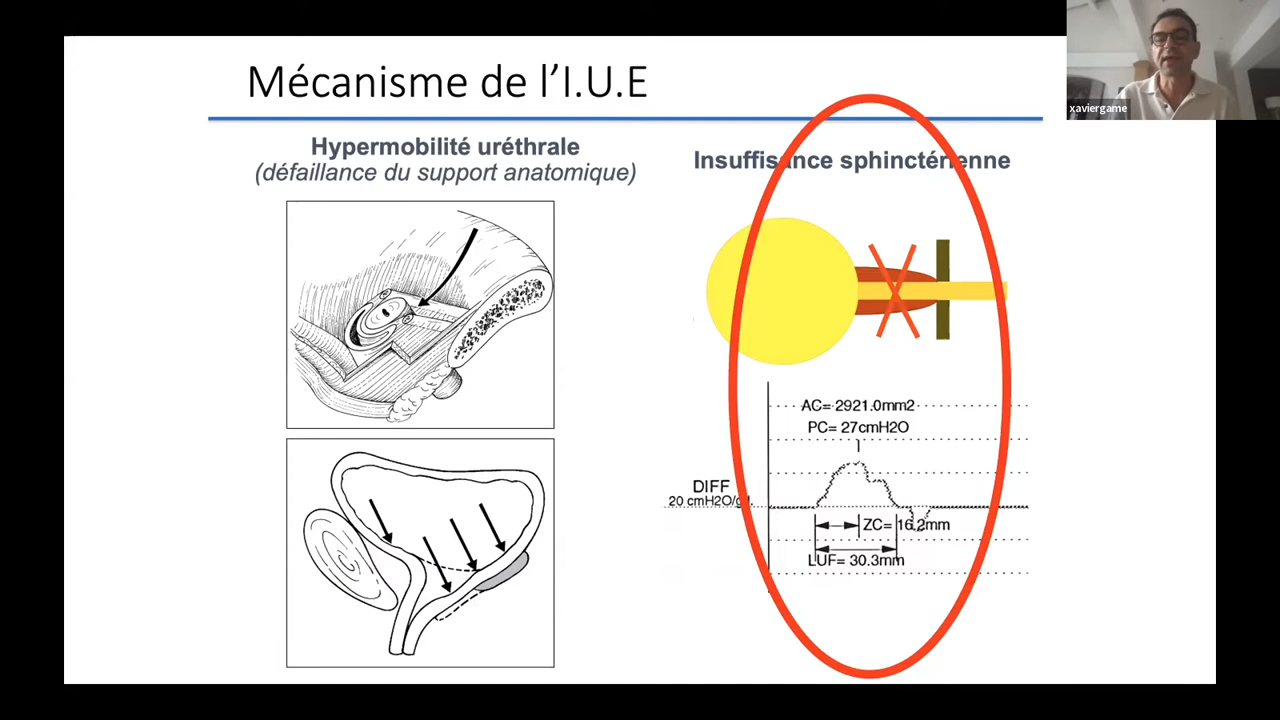 Mécanisme de l'I.U.E
xaviergame
Hypermobilité uréthrale
(défaillance du support anatomique)
Insuffisance sphinctérienne
AC= 2921.0mm2
PC= 27cmH2O
DIFF
20 cmH2O/
ZC= 16.2mm
LUF= 30.3mm